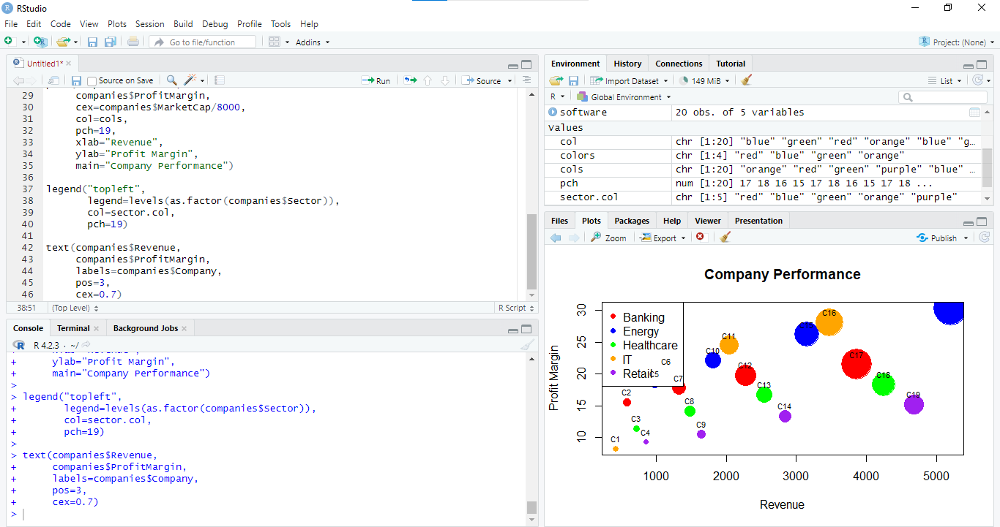 RStudio
File Edit Code View Plots Session Build Debug Profile Tools Help
Go to file/function
Addins
Project: (None)
Untitled1*
Source on Save
Run
Source
29 companies$ProfitMargin,
30 cex=companies$MarketCap/8000,
31 col=cols,
32 pch=19,
33 xlab="Revenue",
34 ylab="Profit Margin",
35 main="Company Performance")
36
37 legend("topleft",
38 legend=levels(as.factor(companies$Sector)),
39 col=sector.col,
40 pch=19)
41
42 text(companies$Revenue,
43 companies$ProfitMargin,
44 labels=companies$Company,
45 pos=3,
46 cex=0.7)
38:51 (Top Level) R Script
Console Terminal Background Jobs
R 4.2.3 · ~/
+ ylab="Profit Margin",
+ main="Company Performance")
>
> legend("topleft",
+ legend=levels(as.factor(companies$Sector)),
+ col=sector.col,
+ pch=19)
>
> text(companies$Revenue,
+ companies$ProfitMargin,
+ labels=companies$Company,
+ pos=3,
+ cex=0.7)
>
Environment History Connections Tutorial
Import Dataset 149 MiB List
R Global Environment
software 20 obs. of 5 variables
Values
col chr [1:20] "blue" "green" "red" "orange" "blue" "g…
colors chr [1:4] "red" "blue" "green" "orange"
cols chr [1:20] "orange" "red" "green" "purple" "blue" …
pch num [1:20] 17 18 16 15 17 18 16 15 17 18 ...
sector.col chr [1:5] "red" "blue" "green" "orange" "purple"
Files Plots Packages Help Viewer Presentation
Zoom Export Publish
Company Performance
Banking
Energy
Healthcare
IT
Retail
C1
C2
C3
C4
C5
C6
C7
C8
C9
C10
C11
C12
C13
C14
C16
C17
C18
C19
30
25
20
15
10
Profit Margin
1000 2000 3000 4000 5000
Revenue